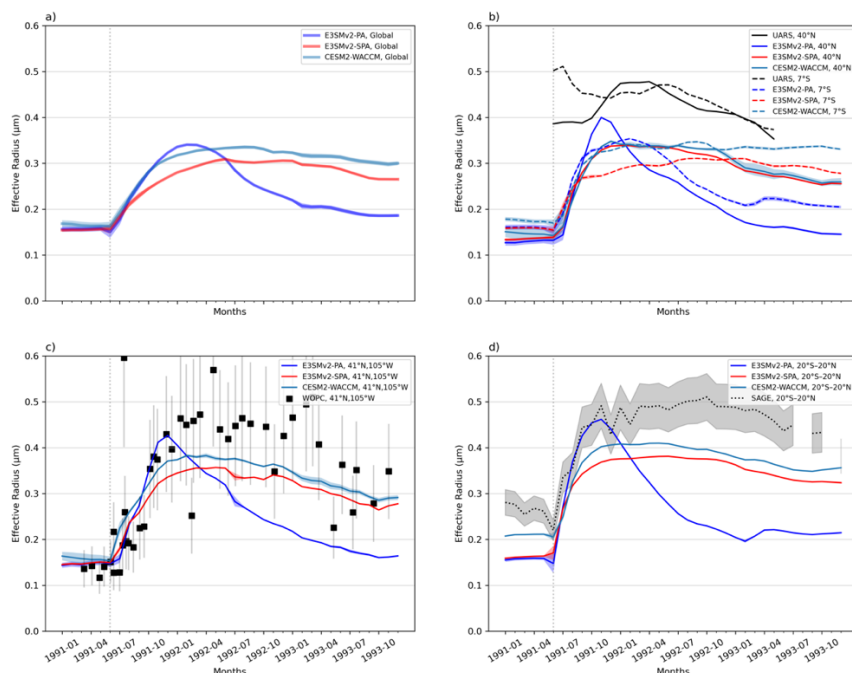 a)
E3SMv2-PA, Global
E3SMv2-SPA, Global
CESM2-WACCM, Global
Effective Radius (μm)
0.6
0.5
0.4
0.3
0.2
0.1
0.0
Months
b)
UARS, 40°N
E3SMv2-PA, 40°N
E3SMv2-SPA, 40°N
CESM2-WACCM, 40°N
UARS, 7°S
E3SMv2-PA, 7°S
E3SMv2-SPA, 7°S
CESM2-WACCM, 7°S
Effective Radius (μm)
0.6
0.5
0.4
0.3
0.2
0.1
0.0
Months
c)
E3SMv2-PA, 41°N,105°W
E3SMv2-SPA, 41°N,105°W
CESM2-WACCM, 41°N,105°W
WOPC, 41°N,105°W
Effective Radius (μm)
0.6
0.5
0.4
0.3
0.2
0.1
0.0
1991-01
1991-04
1991-07
1991-10
1992-01
1992-04
1992-07
1992-10
1993-01
1993-04
1993-07
1993-10
Months
d)
E3SMv2-PA, 20°S-20°N
E3SMv2-SPA, 20°S-20°N
CESM2-WACCM, 20°S-20°N
SAGE, 20°S-20°N
Effective Radius (μm)
0.6
0.5
0.4
0.3
0.2
0.1
0.0
1991-01
1991-04
1991-07
1991-10
1992-01
1992-04
1992-07
1992-10
1993-01
1993-04
1993-07
1993-10
Months